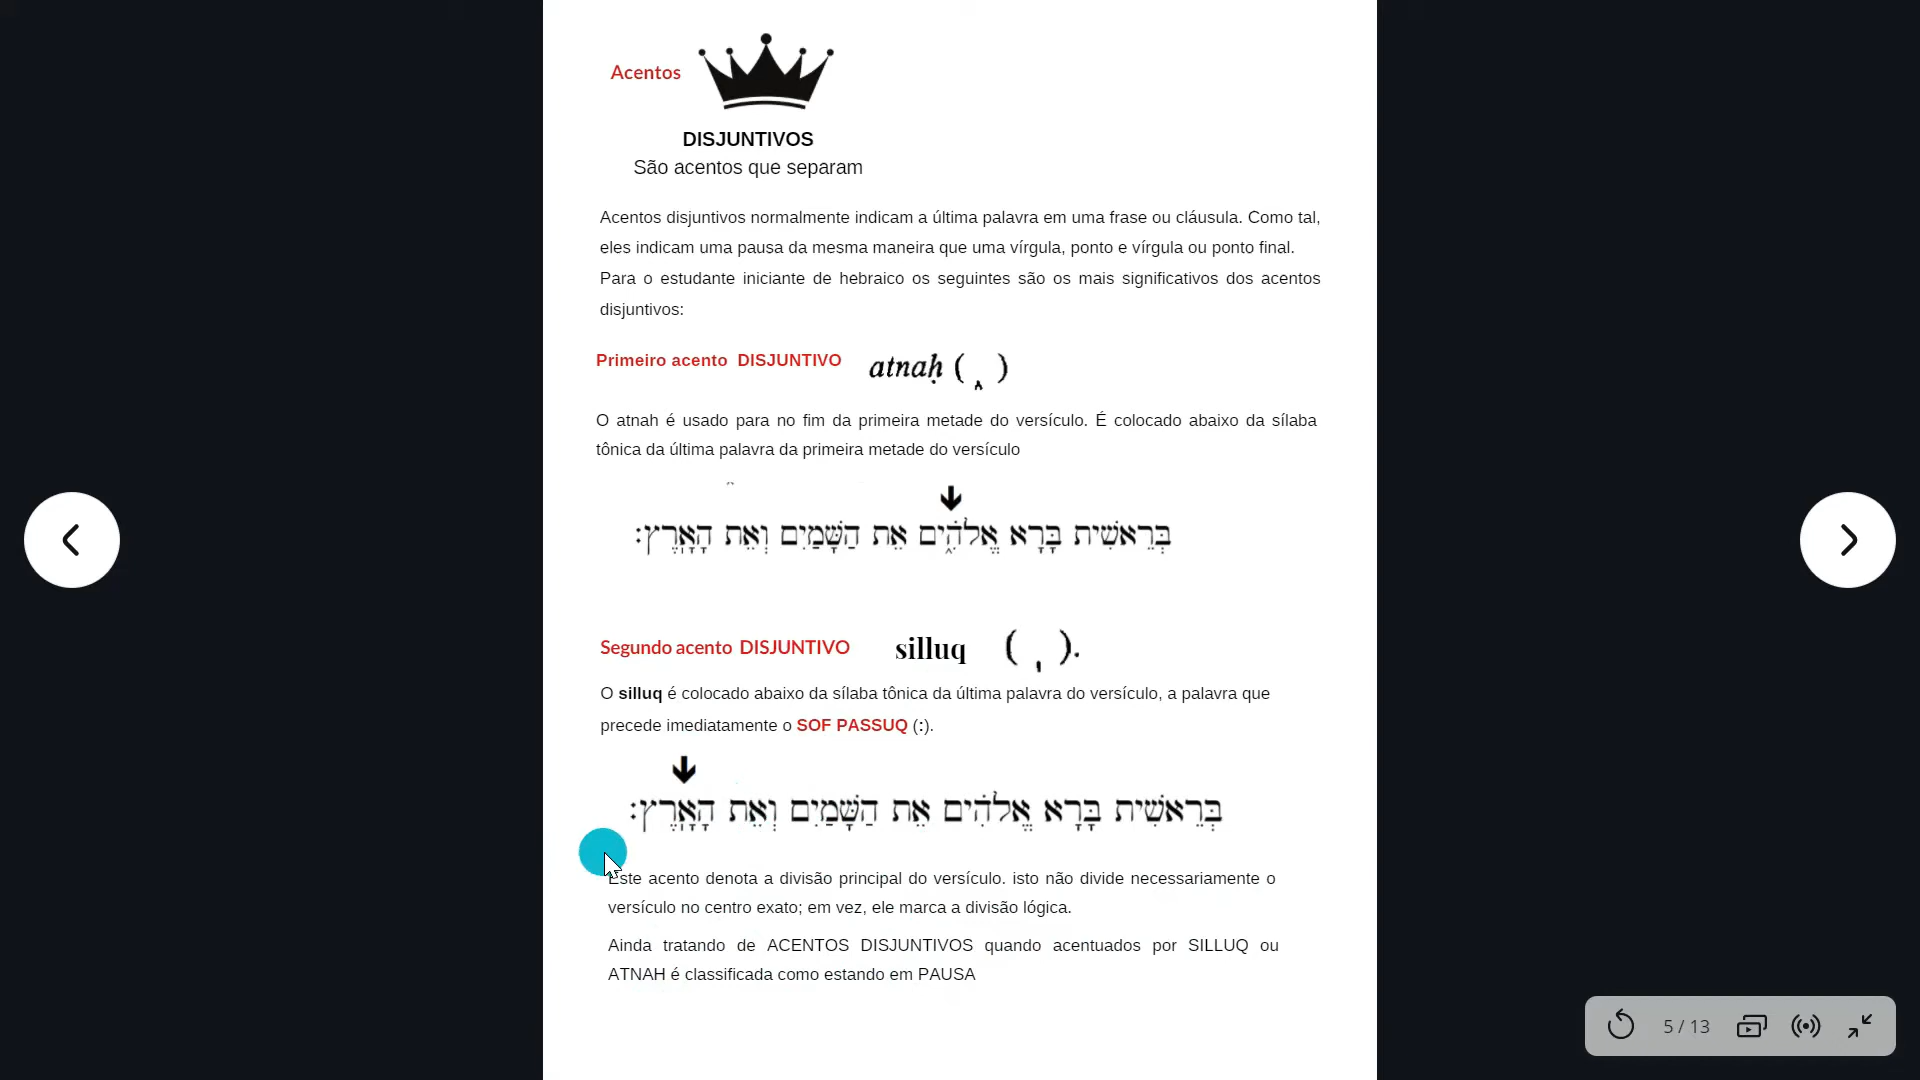 Acentos
DISJUNTIVOS
São acentos que separam
Acentos disjuntivos normalmente indicam a última palavra em uma frase ou cláusula. Como tal,
eles indicam uma pausa da mesma maneira que uma vírgula, ponto e vírgula ou ponto final.
Para o estudante iniciante de hebraico os seguintes são os mais significativos dos acentos
disjuntivos:
Primeiro acento DISJUNTIVO atnaḥ ( ֑ )
O atnah é usado para no fim da primeira metade do versículo. É colocado abaixo da sílaba
tônica da última palavra da primeira metade do versículo
בְּרֵאשִׁית בָּרָא אֱלֹהִ֑ים אֵת הַשָּׁמַיִם וְאֵת הָאָֽרֶץ׃
Segundo acento DISJUNTIVO silluq ( ֽ ).
O silluq é colocado abaixo da sílaba tônica da última palavra do versículo, a palavra que
precede imediatamente o SOF PASSUQ (:).
בְּרֵאשִׁית בָּרָא אֱלֹהִים אֵת הַשָּׁמַיִם וְאֵת הָאָֽרֶץ׃
Este acento denota a divisão principal do versículo. isto não divide necessariamente o
versículo no centro exato; em vez, ele marca a divisão lógica.
Ainda tratando de ACENTOS DISJUNTIVOS quando acentuados por SILLUQ ou
ATNAH é classificada como estando em PAUSA
5 / 13